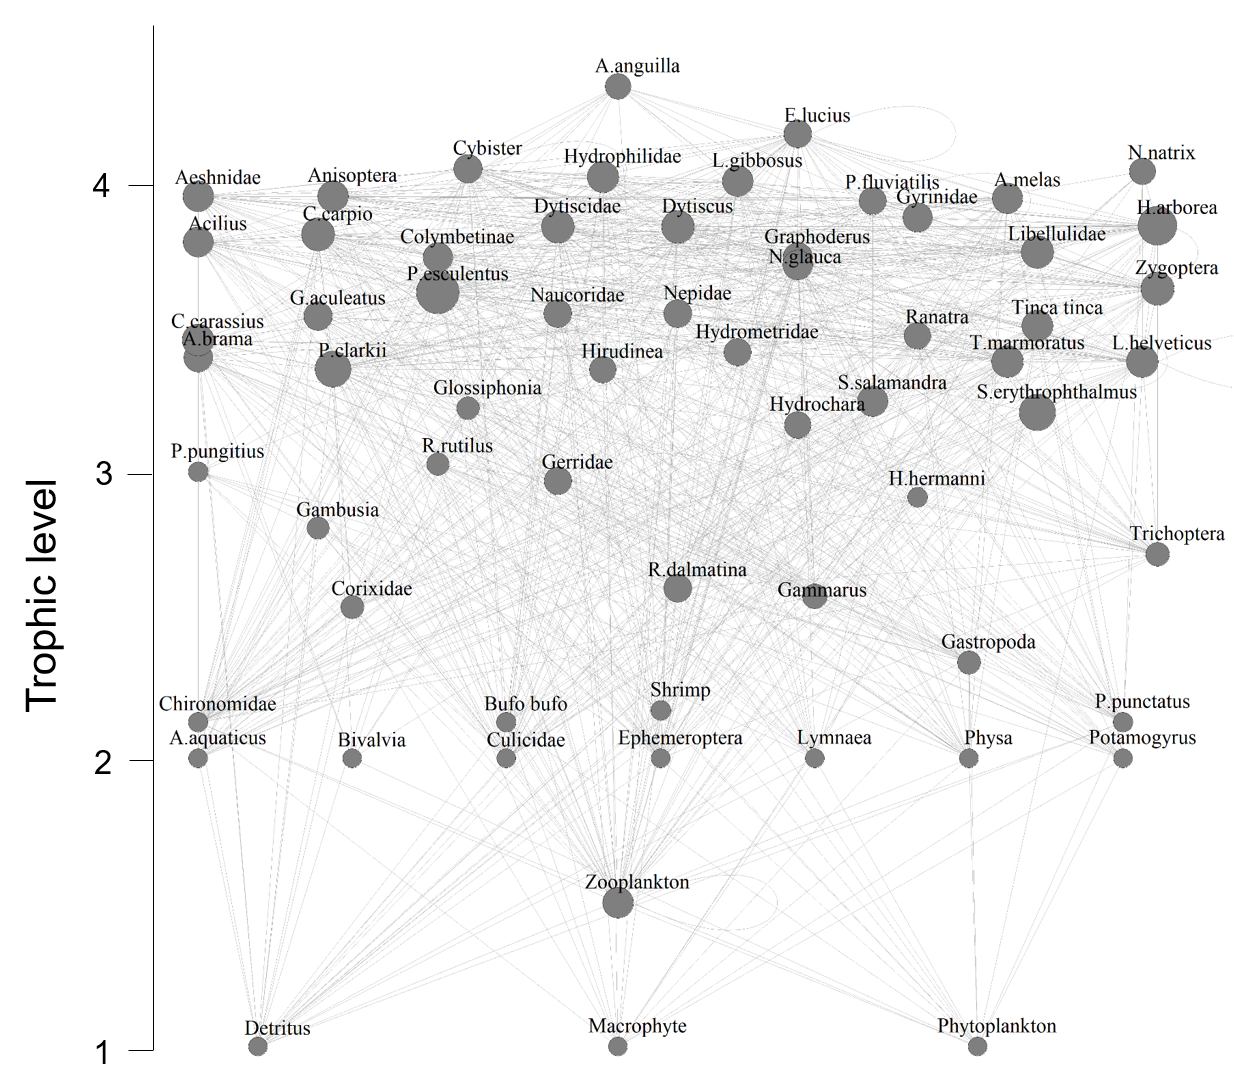 A.anguilla
E.lucius
Cybister
Hydrophilidae
L.gibbosus
N.natrix
4
Aeshnidae
Anisoptera
P.fluviatilis
A.melas
Gyrinidae
C.carpio
Dytiscidae
Dytiscus
H.arborea
Acilius
Colymbetinae
Graphoderus
Libellulidae
N.glauca
P.esculentus
Zygoptera
G.aculeatus
Naucoridae
Nepidae
Tinca tinca
C.carassius
Ranatra
A.brama
Hydrometridae
P.clarkii
Hirudinea
T.marmoratus
L.helveticus
Glossiphonia
S.salamandra
S.erythrophthalmus
Hydrochara
P.pungitius
R.rutilus
Gerridae
3
H.hermanni
Gambusia
Trichoptera
Trophic level
R.dalmatina
Corixidae
Gammarus
Gastropoda
Shrimp
Chironomidae
Bufo bufo
P.punctatus
A.aquaticus
Bivalvia
Culicidae
Ephemeroptera
Lymnaea
Physa
Potamogyrus
2
Zooplankton
Detritus
Macrophyte
Phytoplankton
1